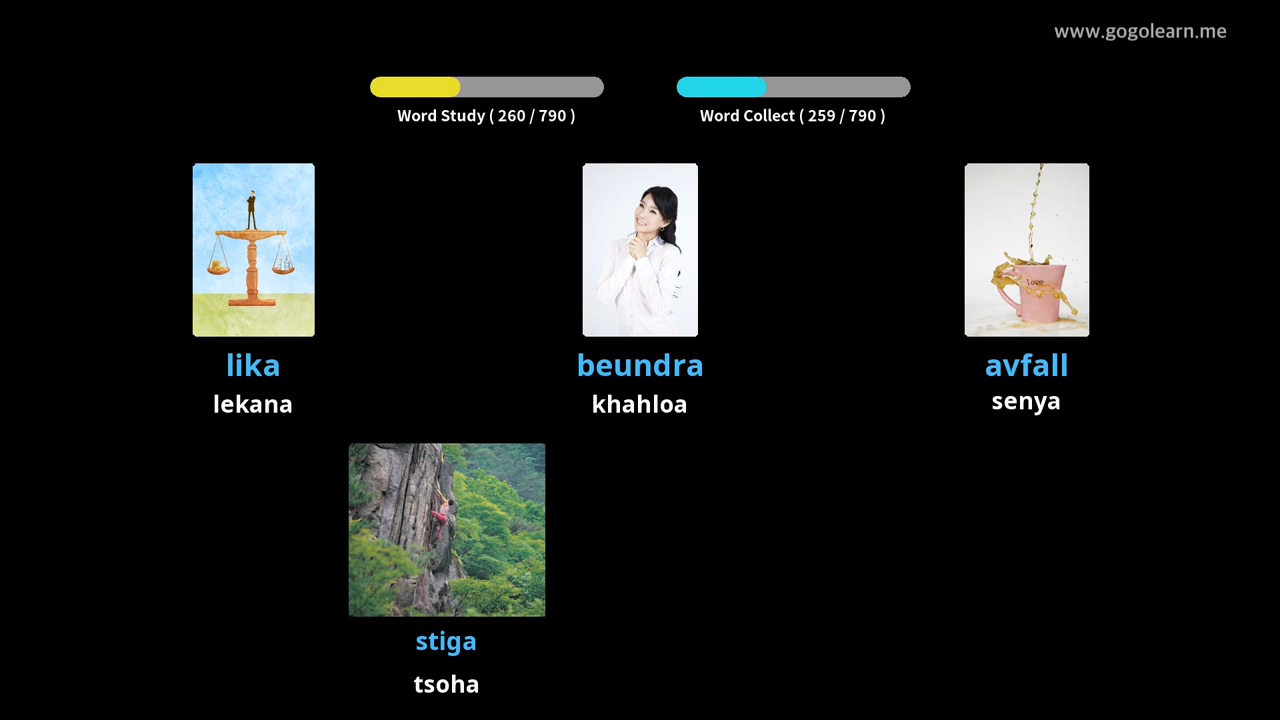 www.gogolearn.me
Word Study ( 260 / 790 )
Word Collect ( 259 / 790 )
lika
lekana
beundra
khahloa
avfall
senya
Love
stiga
tsoha